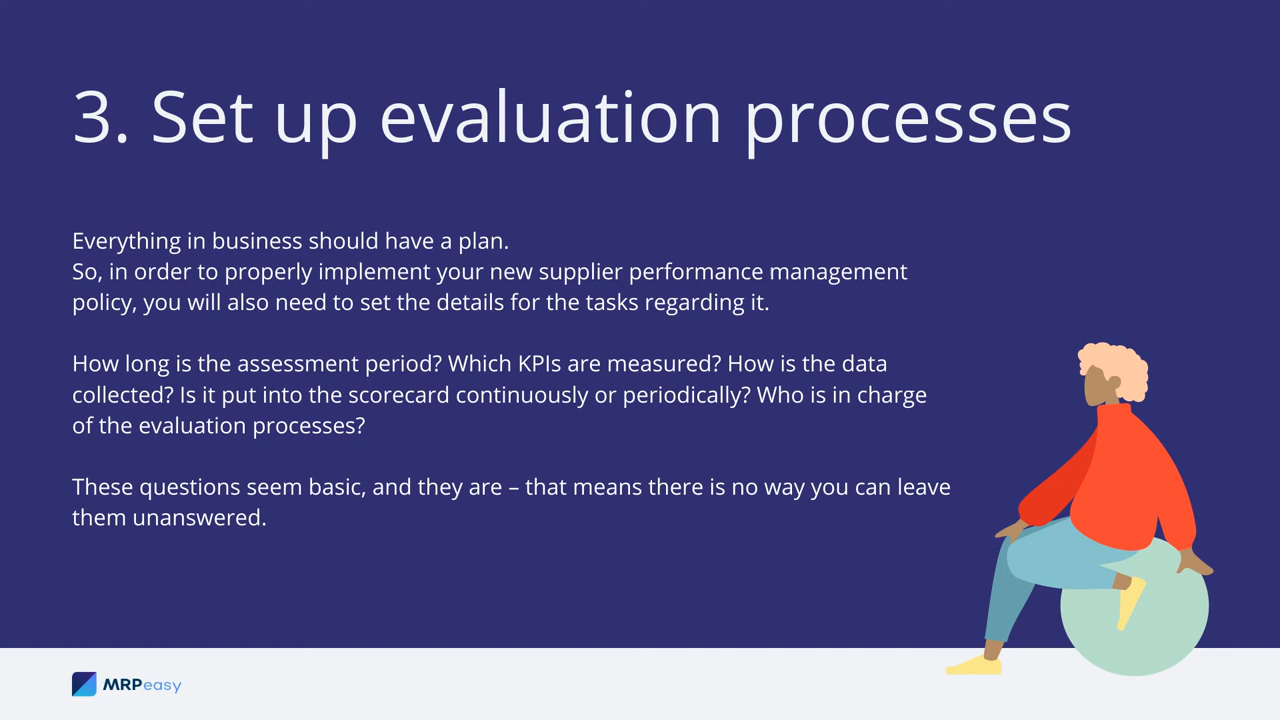 3. Set up evaluation processes
Everything in business should have a plan.
So, in order to properly implement your new supplier performance management
policy, you will also need to set the details for the tasks regarding it.
How long is the assessment period? Which KPIs are measured? How is the data
collected? Is it put into the scorecard continuously or periodically? Who is in charge
of the evaluation processes?
These questions seem basic, and they are – that means there is no way you can leave
them unanswered.
MRPeasy